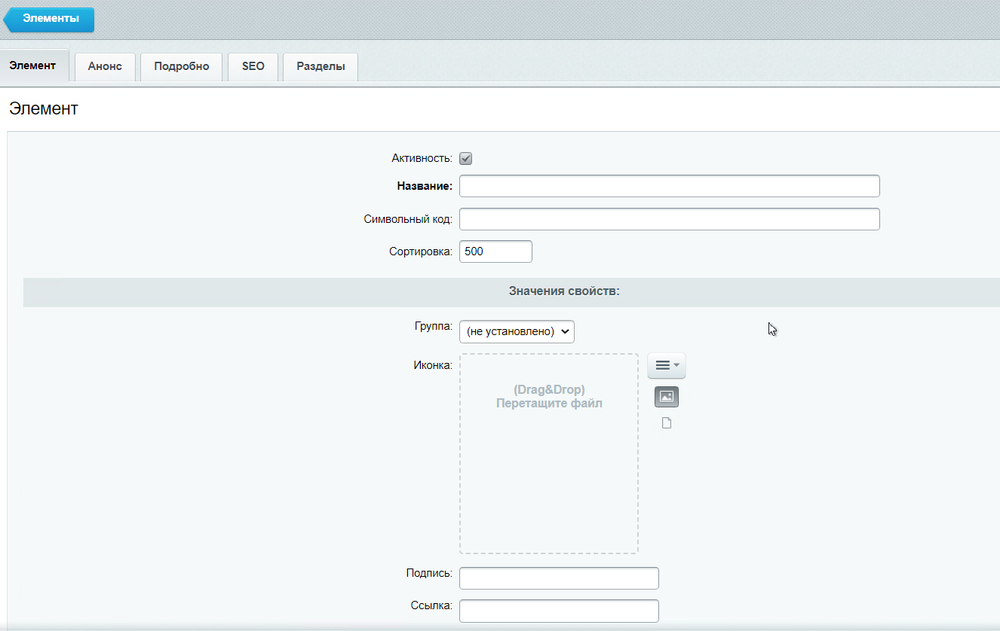 Элементы
Элемент
Анонс
Подробно
SEO
Разделы
Элемент
Активность:
Название:
Символьный код:
Сортировка: 500
Значения свойств:
Группа: (не установлено)
Иконка:
(Drag&Drop)
Перетащите файл
Подпись:
Ссылка: